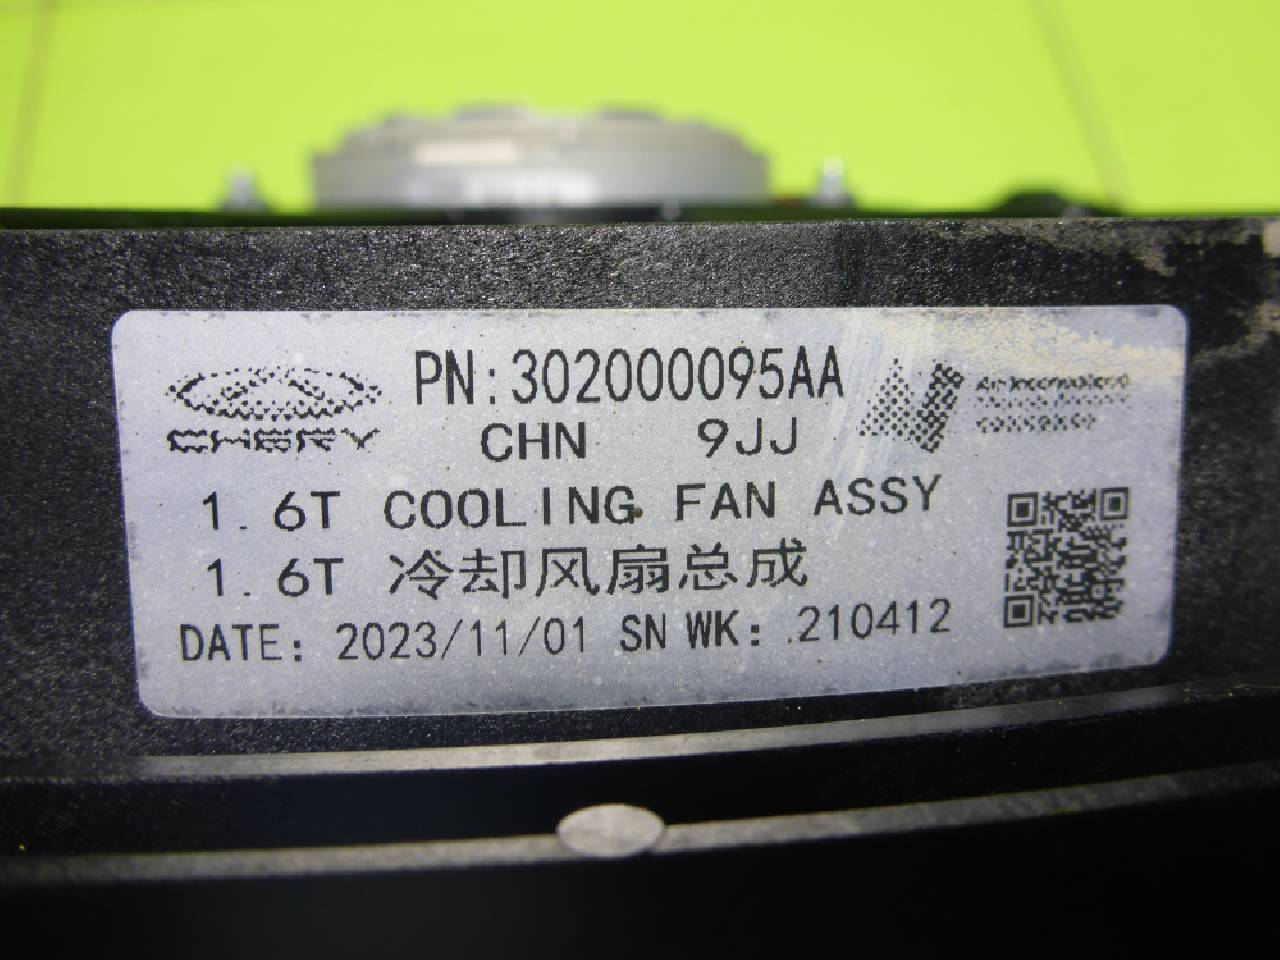 CHERY
PN:302000095AA
CHN 9JJ
1.6T COOLING FAN ASSY
1.6T 冷却风扇总成
DATE: 2023/11/01 SN WK: .210412